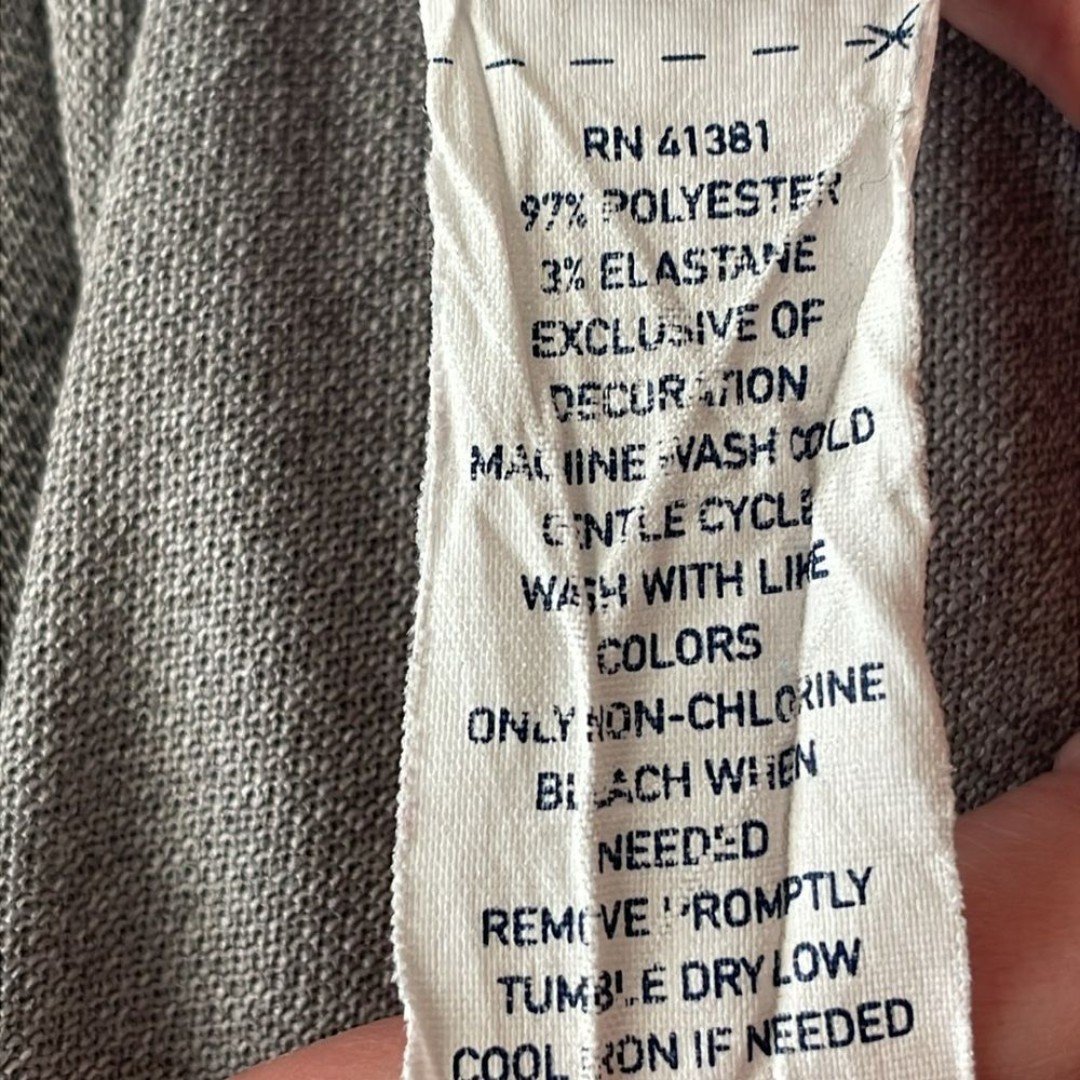 RN 41381
97% POLYESTER
3% ELASTANE
EXCLUSIVE OF
DECORATION
MACHINE WASH COLD
GENTLE CYCLE
WASH WITH LIKE
COLORS
ONLY NON-CHLORINE
BLEACH WHEN
NEEDED
REMOVE PROMPTLY
TUMBLE DRY LOW
COOL IRON IF NEEDED